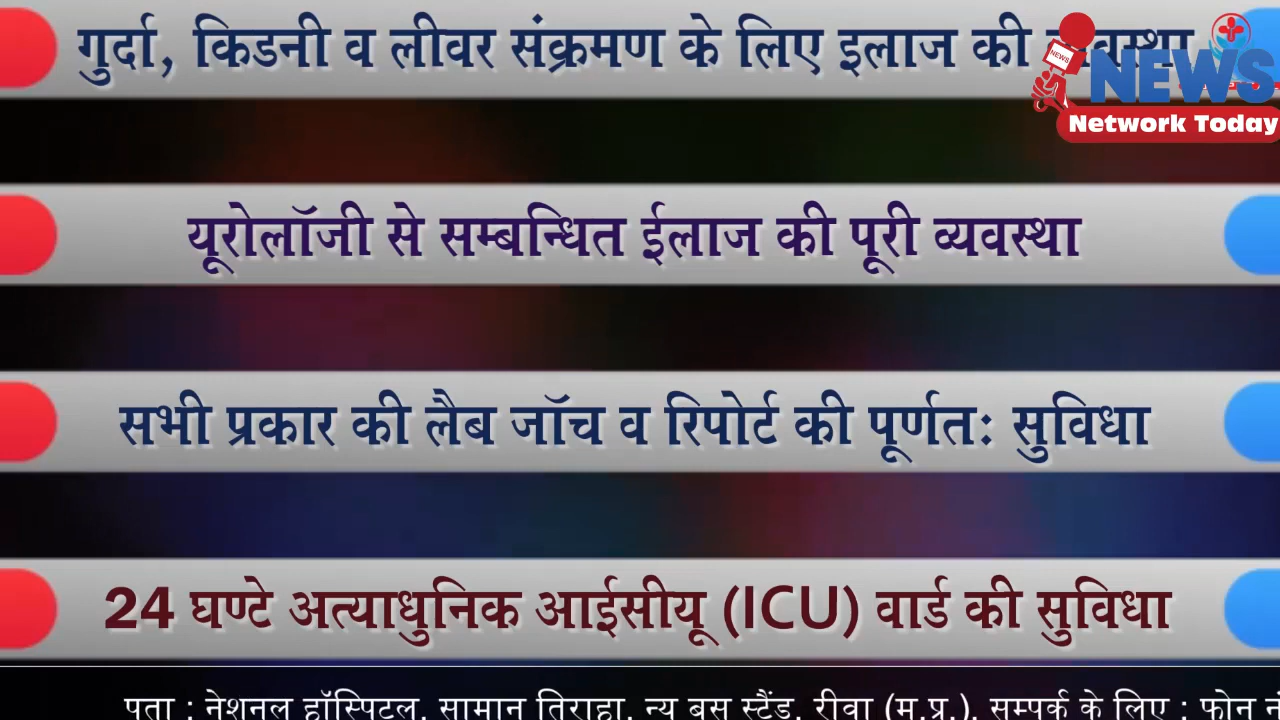 गुर्दा, किडनी व लीवर संक्रमण के लिए इलाज की
NEWS
NEWS
Network Today
यूरोलॉजी से सम्बन्धित ईलाज की पूरी व्यवस्था
सभी प्रकार की लैब जॉच व रिपोर्ट की पूर्णतः सुविधा
24 घण्टे अत्याधुनिक आईसीयू (ICU) वार्ड की सुविधा
पता : नेशनल हॉस्पिटल, सामान तिराहा, न्यू बस स्टैंड, रीवा (म.प्र.), सम्पर्क के लिए : फोन